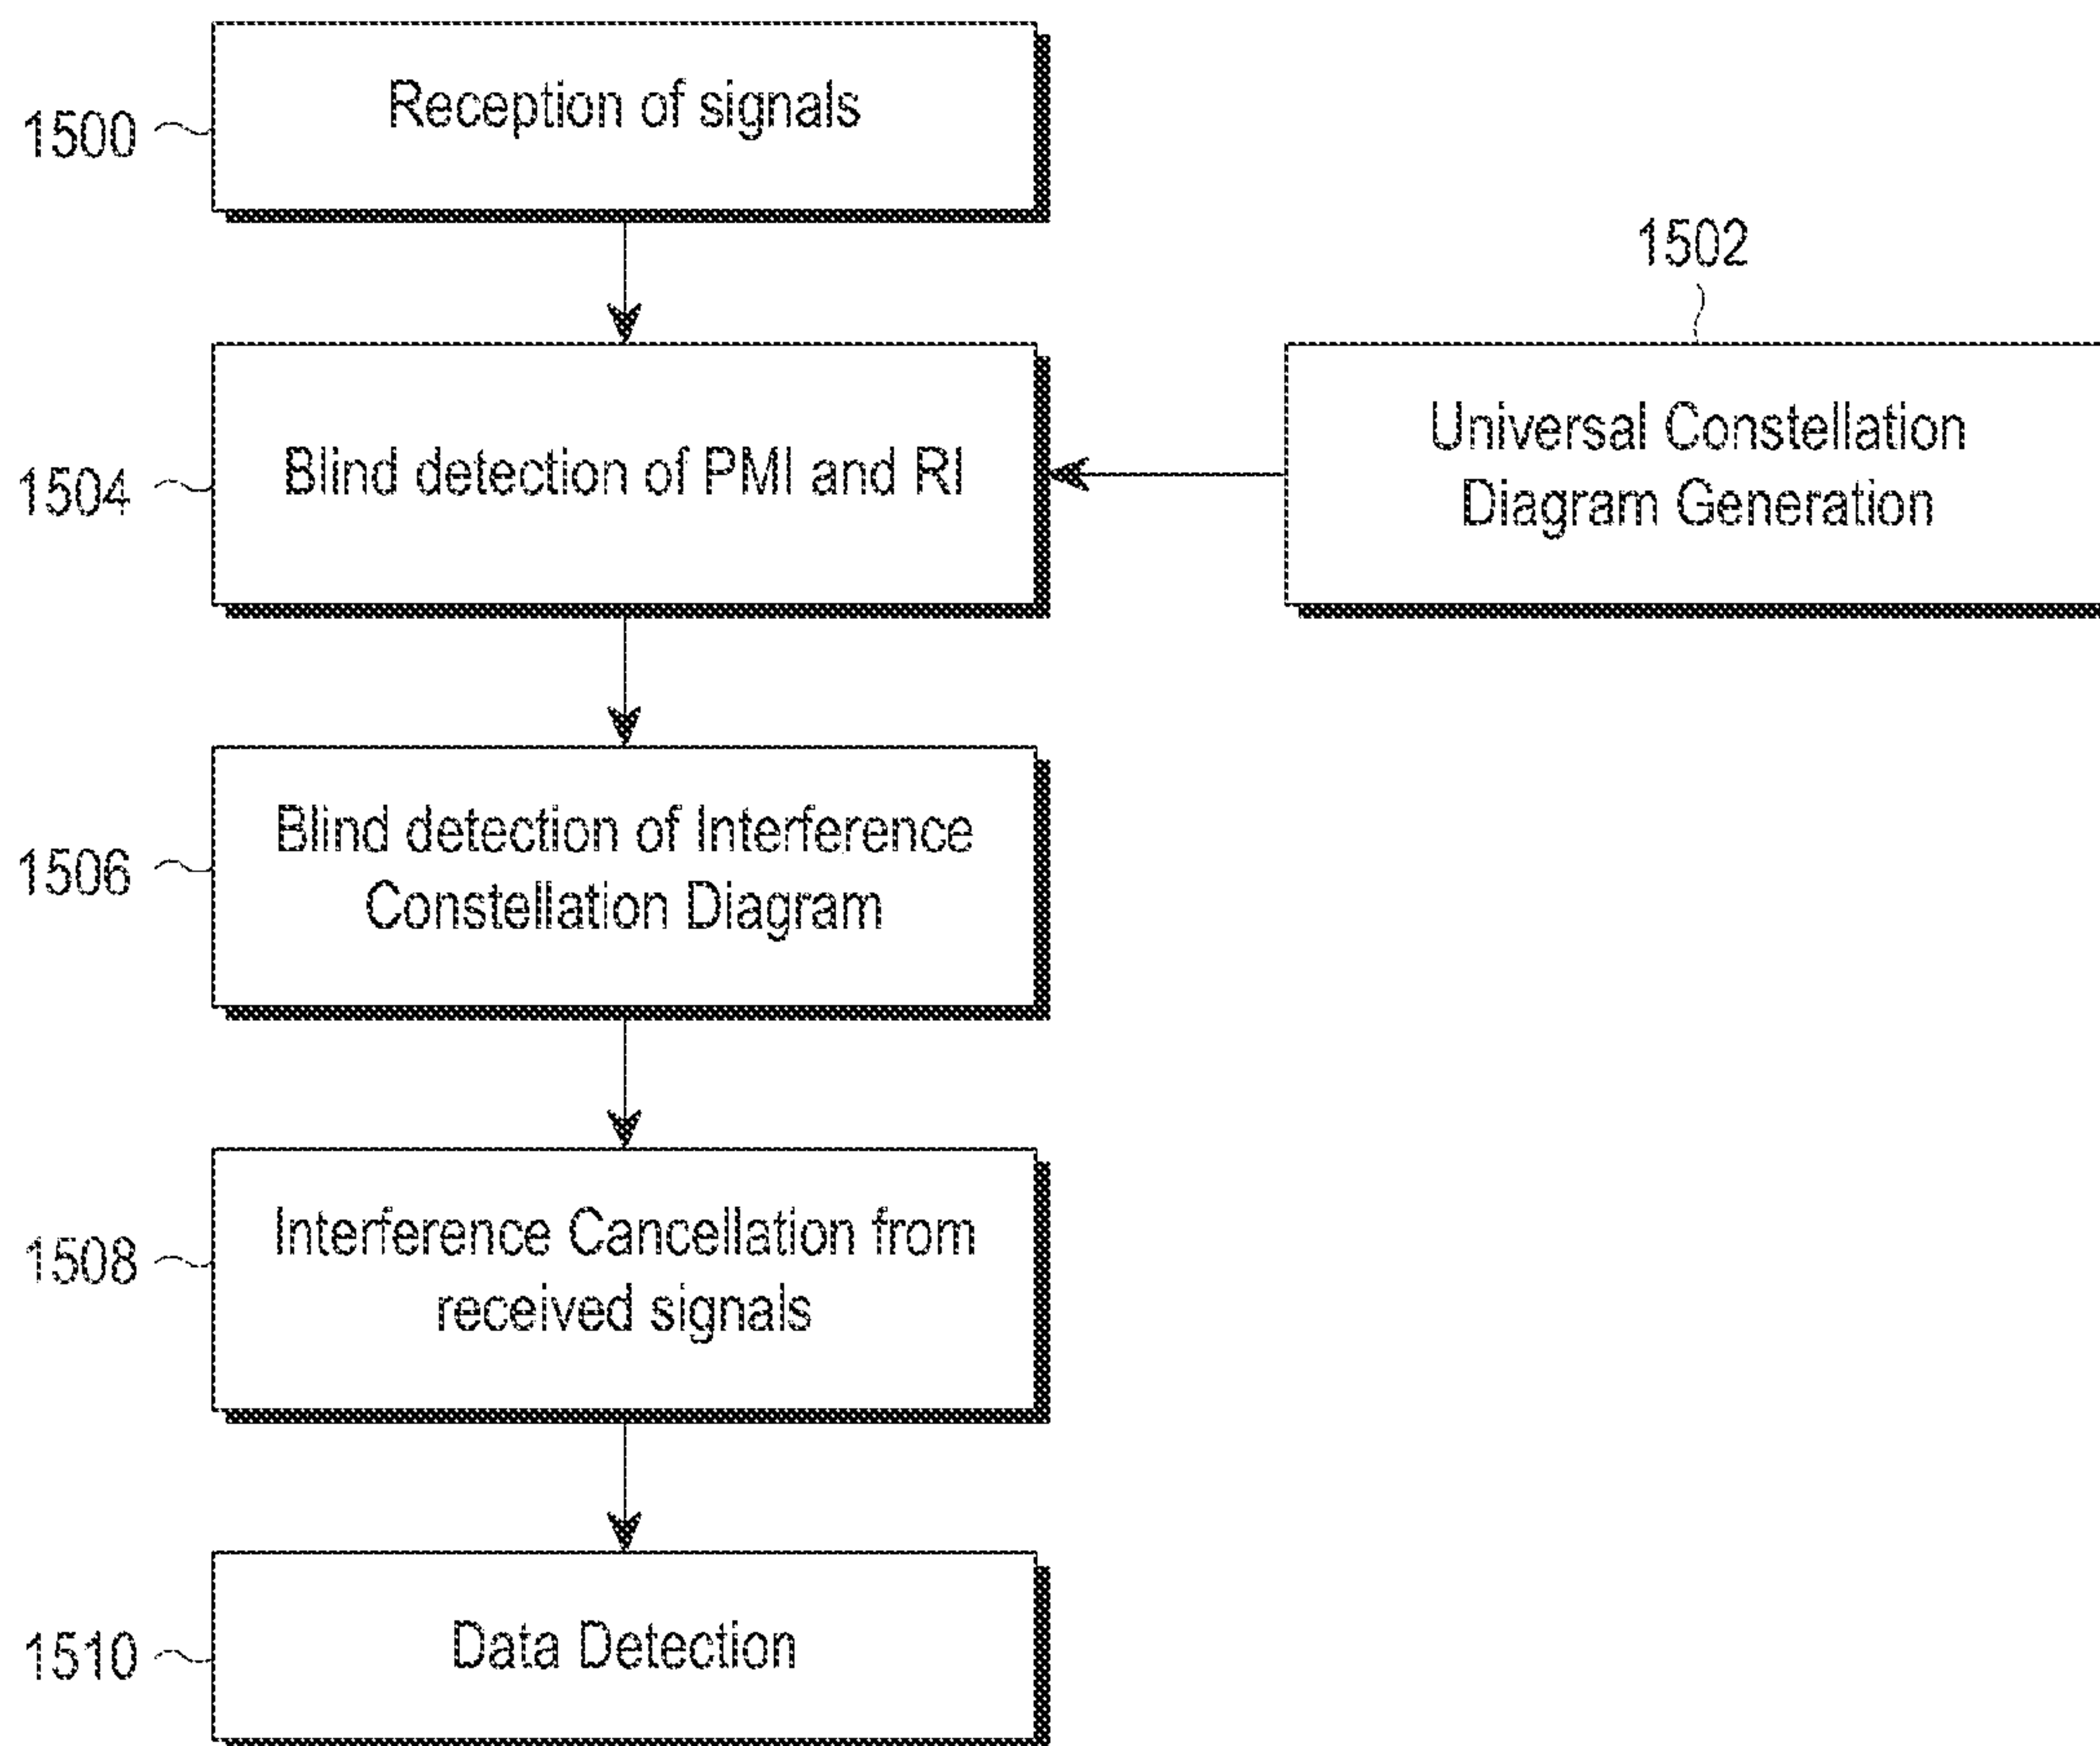 1500
Reception of signals
1502
Universal Constellation
Diagram Generation
1504
Blind detection of PMI and RI
1506
Blind detection of Interference
Constellation Diagram
1508
Interference Cancellation from
received signals
1510
Data Detection